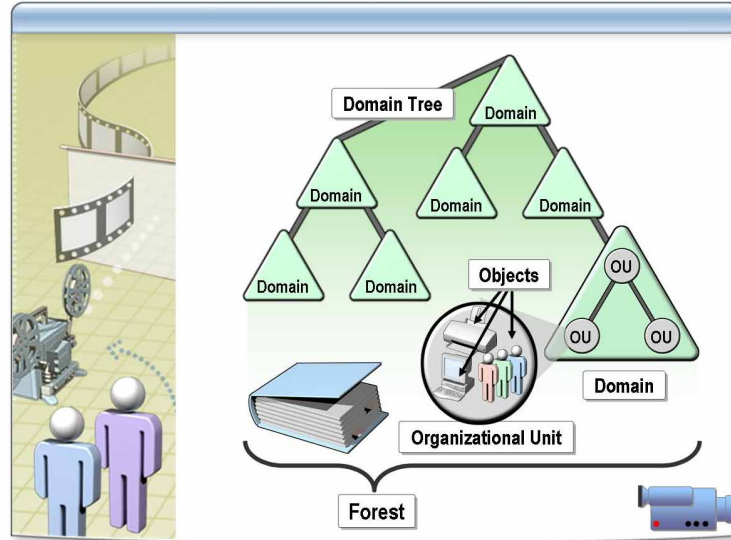 Domain Tree
Domain
Domain
Domain
Domain
Domain
Domain
Objects
OU
OU
OU
Domain
Organizational Unit
Forest